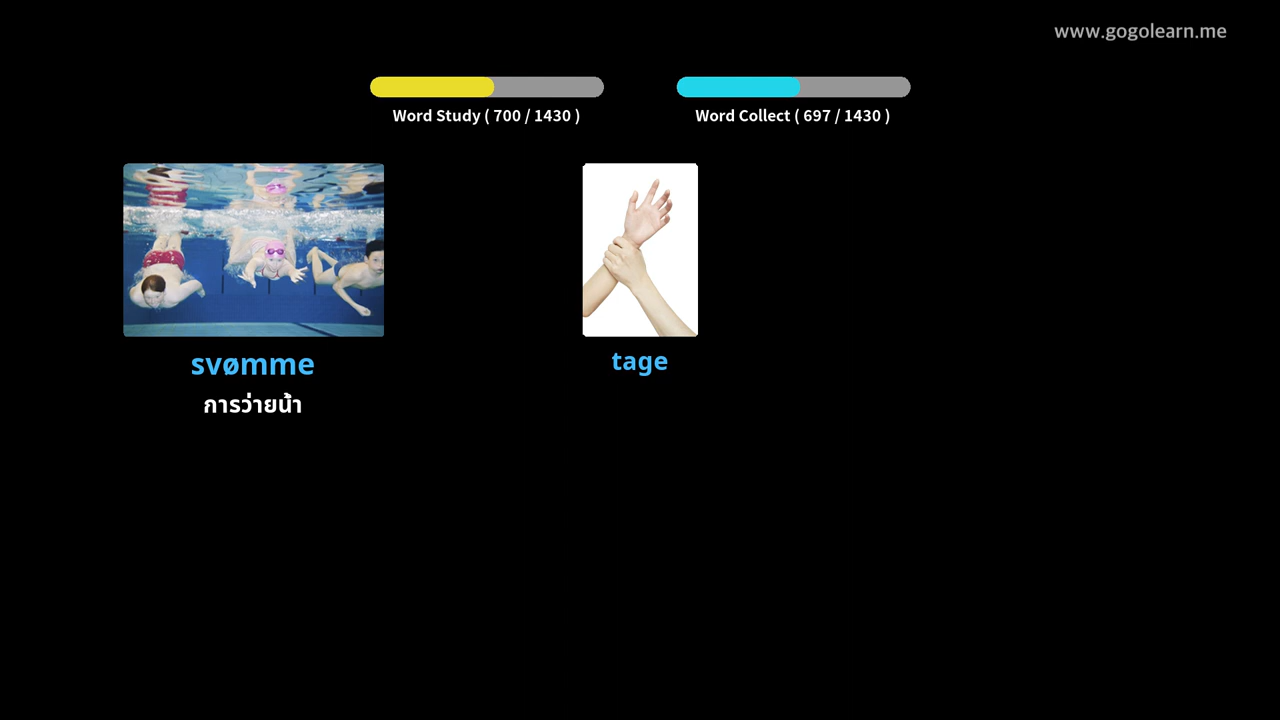 www.gogolearn.me
Word Study ( 700 / 1430 )
Word Collect ( 697 / 1430 )
svømme
การว่ายน้ำ
tage